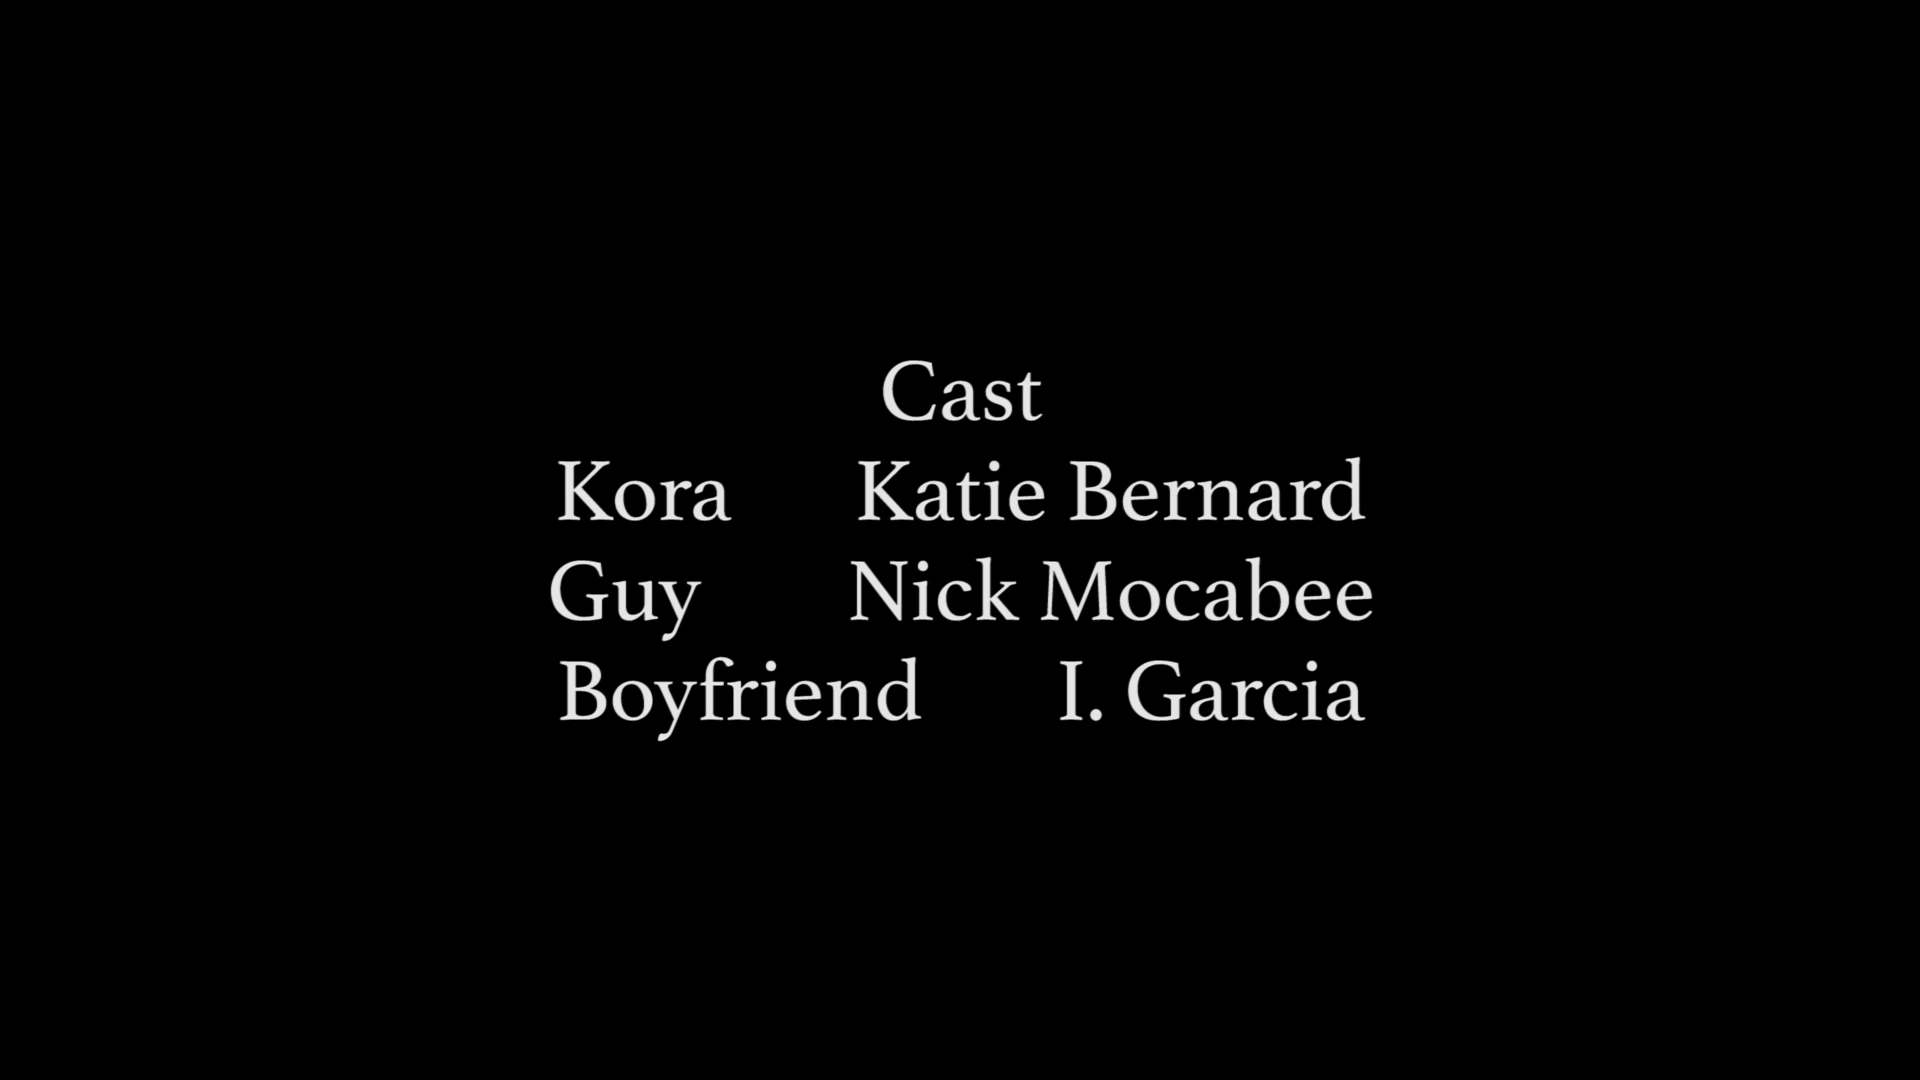 Cast
Kora Katie Bernard
Guy Nick Mocabee
Boyfriend I. Garcia